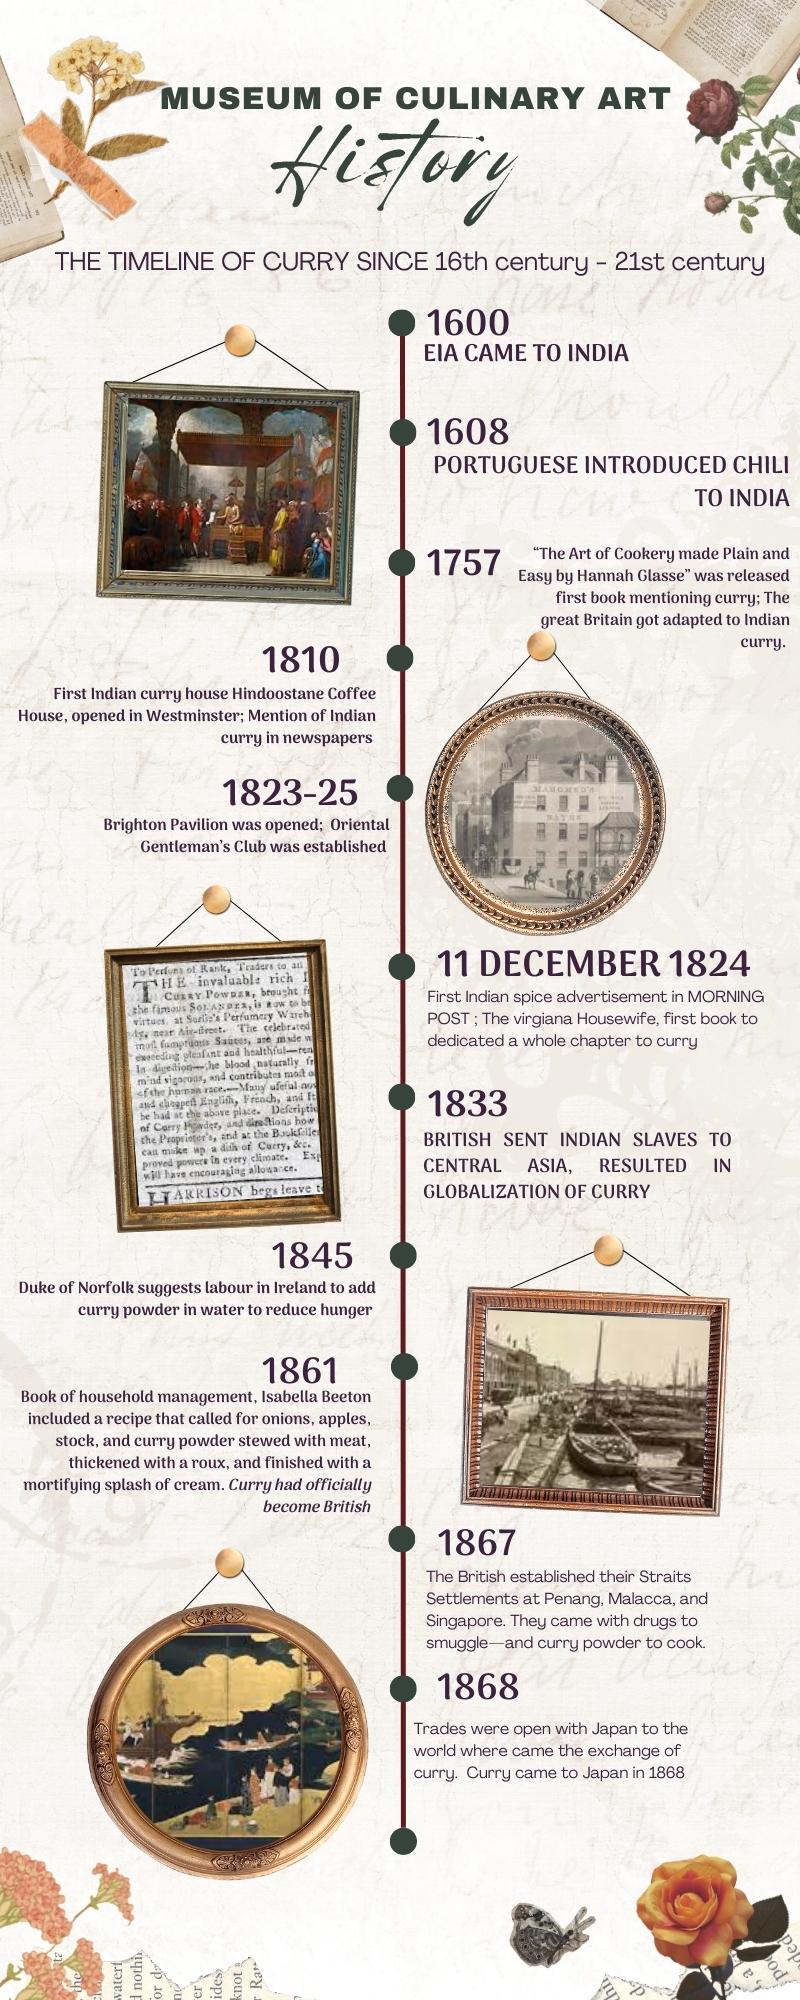 MUSEUM OF CULINARY ART
History
THE TIMELINE OF CURRY SINCE 16th century - 21st century
1600
EIA CAME TO INDIA
1608
PORTUGUESE INTRODUCED CHILI
TO INDIA
1757
“The Art of Cookery made Plain and
Easy by Hannah Glasse” was released
first book mentioning curry; The
great Britain got adapted to Indian
curry.
1810
First Indian curry house Hindoostane Coffee
House, opened in Westminster; Mention of Indian
curry in newspapers
MAHOMED'S
BATHS
1823-25
Brighton Pavilion was opened; Oriental
Gentleman's Club was established
To Persons of Rank, Traders to an
THE invaluable rich
CURRY POWDER, brought
the famous SOLANDER, is now to be
virtues, at Sorlie's Perfumery Wareh
near Air-street. The celebrated
most sumptuous Sauces, are made w
exceeding pleasant and healthful—ren
in digestion—the blood naturally fr
mind vigorous, and contributes most o
of the human race.—Many useful no
and cheapest English, French, and It
be had at the above place. Descriptio
of Curry Powder, and directions how
the Proprietor's, and at the Bookselle
can make up a dish of Curry, &c.
proved powers in every climate. Exp
will have encouraging allowance.
HARRISON begs leave t
11 DECEMBER 1824
First Indian spice advertisement in MORNING
POST ; The virgiana Housewife, first book to
dedicated a whole chapter to curry
1833
BRITISH SENT INDIAN SLAVES TO
CENTRAL ASIA, RESULTED IN
GLOBALIZATION OF CURRY
1845
Duke of Norfolk suggests labour in Ireland to add
curry powder in water to reduce hunger
1861
Book of household management, Isabella Beeton
included a recipe that called for onions, apples,
stock, and curry powder stewed with meat,
thickened with a roux, and finished with a
mortifying splash of cream. Curry had officially
become British
1867
The British established their Straits
Settlements at Penang, Malacca, and
Singapore. They came with drugs to
smuggle—and curry powder to cook.
1868
Trades were open with Japan to the
world where came the exchange of
curry. Curry came to Japan in 1868